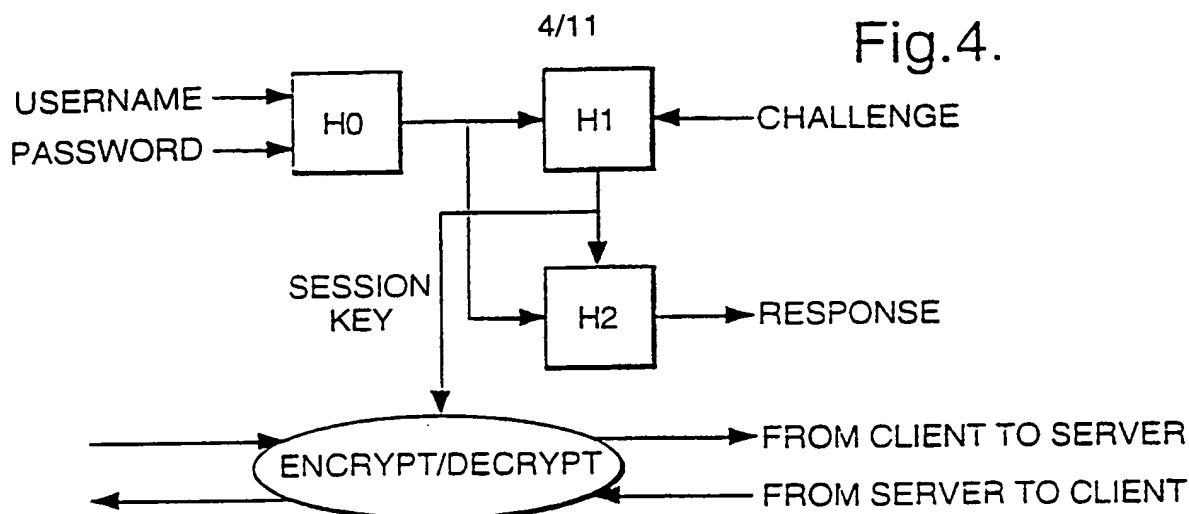 4/11
Fig.4.
USERNAME
PASSWORD
H0
H1
CHALLENGE
SESSION
KEY
H2
RESPONSE
ENCRYPT/DECRYPT
FROM CLIENT TO SERVER
FROM SERVER TO CLIENT